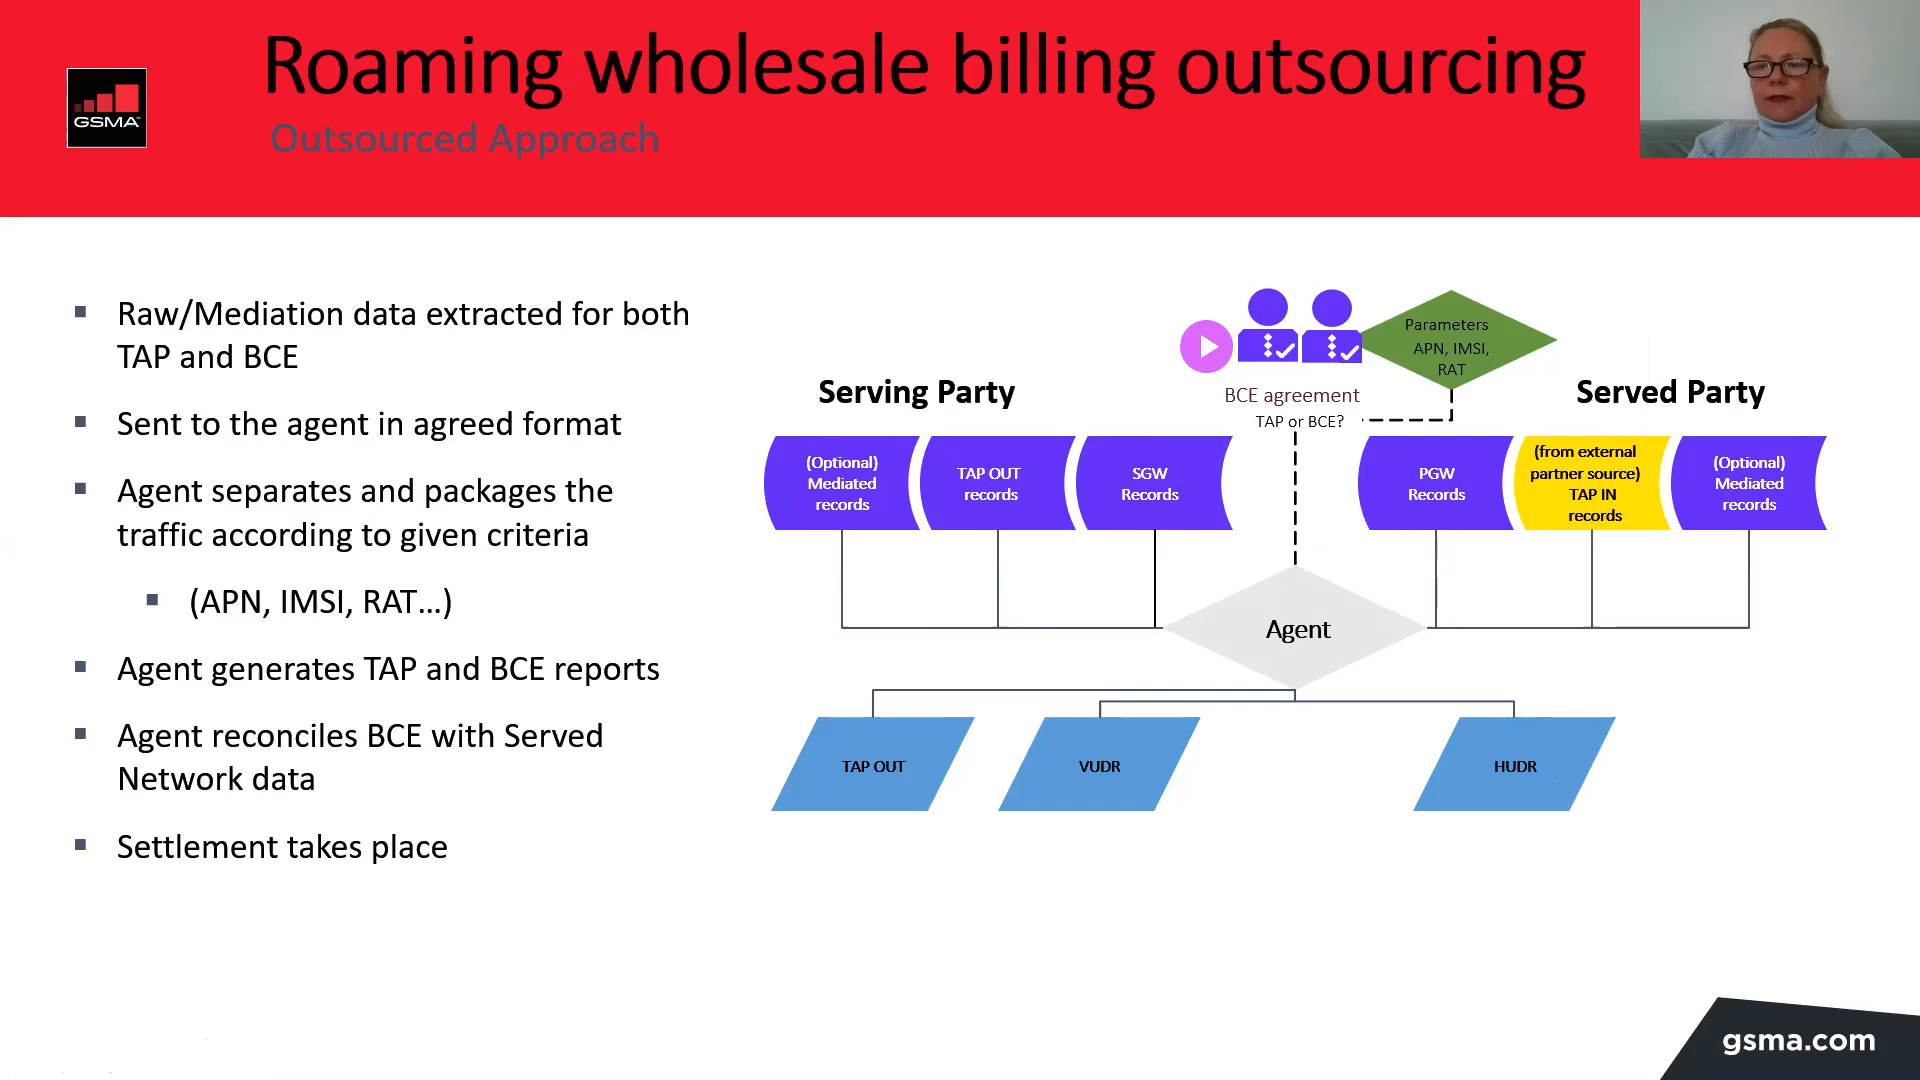 Roaming wholesale billing outsourcing
Outsourced Approach
GSMA
Raw/Mediation data extracted for both
TAP and BCE
Sent to the agent in agreed format
Agent separates and packages the
traffic according to given criteria
(APN, IMSI, RAT…)
Agent generates TAP and BCE reports
Agent reconciles BCE with Served
Network data
Settlement takes place
Parameters
APN, IMSI,
RAT
BCE agreement
TAP or BCE?
Serving Party
Served Party
(Optional)
Mediated
records
TAP OUT
records
SGW
Records
PGW
Records
(from external
partner source)
TAP IN
records
(Optional)
Mediated
records
Agent
TAP OUT
VUDR
HUDR
gsma.com